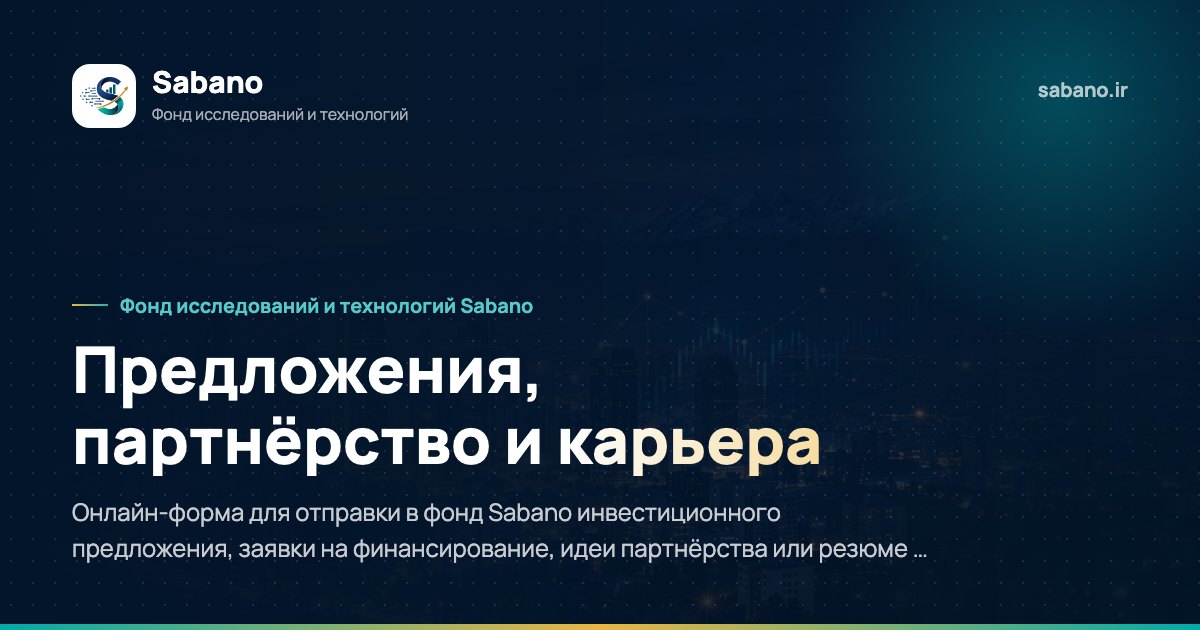 Sabano
Фонд исследований и технологий
sabano.ir
Фонд исследований и технологий Sabano
Предложения,
партнёрство и карьера
Онлайн-форма для отправки в фонд Sabano инвестиционного
предложения, заявки на финансирование, идеи партнёрства или резюме ...